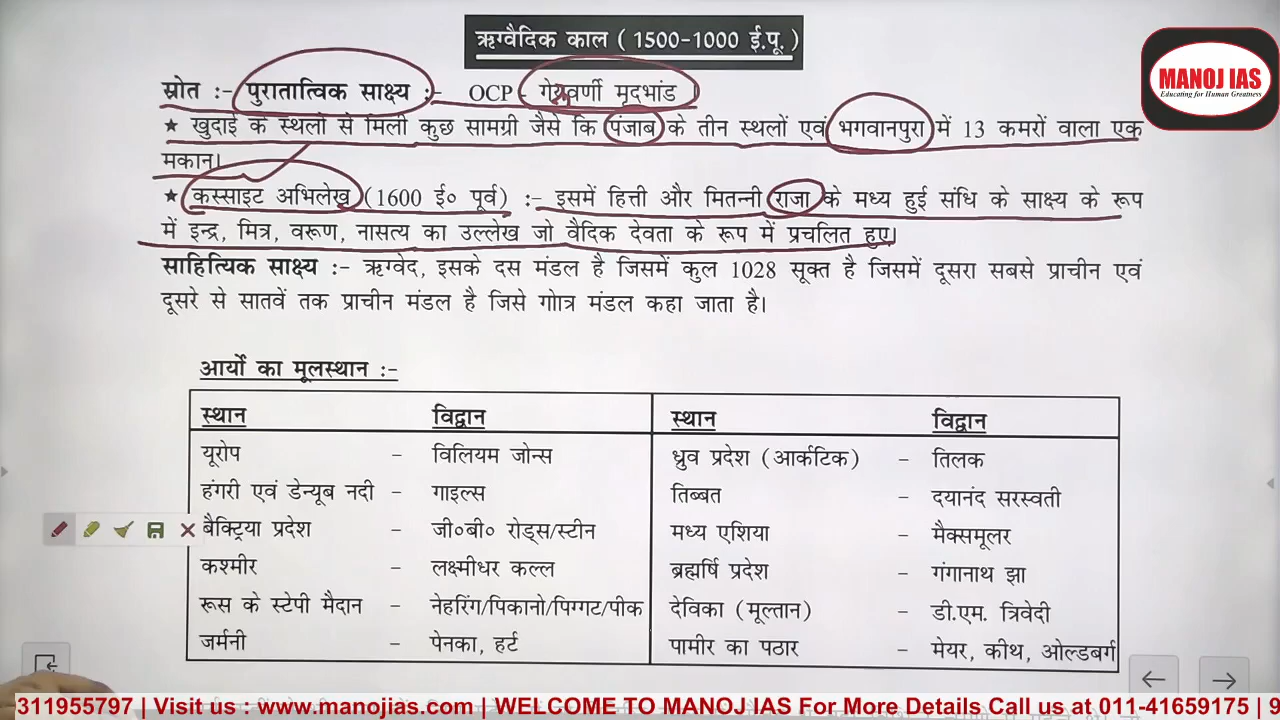 ऋग्वैदिक काल ( 1500-1000 ई.पू. )
MANOJ IAS
Educating for Human Greatness
स्रोत :- पुरातात्विक साक्ष्य :- OCP - गेरूवर्णी मृदभांड
★ खुदाई के स्थलों से मिली कुछ सामग्री जैसे कि पंजाब के तीन स्थलों एवं भगवानपुरा में 13 कमरों वाला एक
मकान।
★ कस्साइट अभिलेख (1600 ई० पूर्व) :- इसमें हित्ती और मितन्नी राजा के मध्य हुई संधि के साक्ष्य के रूप
में इन्द्र, मित्र, वरूण, नासत्य का उल्लेख जो वैदिक देवता के रूप में प्रचलित हुए।
साहित्यिक साक्ष्य :- ऋग्वेद, इसके दस मंडल है जिसमें कुल 1028 सूक्त है जिसमें दूसरा सबसे प्राचीन एवं
दूसरे से सातवें तक प्राचीन मंडल है जिसे गोात्र मंडल कहा जाता है।
आर्यों का मूलस्थान :-
स्थान विद्वान स्थान विद्वान
यूरोप - विलियम जोन्स ध्रुव प्रदेश (आर्कटिक) - तिलक
हंगरी एवं डेन्यूब नदी - गाइल्स तिब्बत - दयानंद सरस्वती
बैक्ट्रिया प्रदेश - जी०बी० रोड्स/स्टीन मध्य एशिया - मैक्समूलर
कश्मीर - लक्ष्मीधर कल्ल ब्रह्मर्षि प्रदेश - गंगानाथ झा
रूस के स्टेपी मैदान - नेहरिंग/पिकानो/पिग्गट/पीक देविका (मूल्तान) - डी.एम. त्रिवेदी
जर्मनी - पेनका, हर्ट पामीर का पठार - मेयर, कीथ, ओल्डबर्ग
311955797 | Visit us : www.manojias.com | WELCOME TO MANOJ IAS For More Details Call us at 011-41659175 | 9